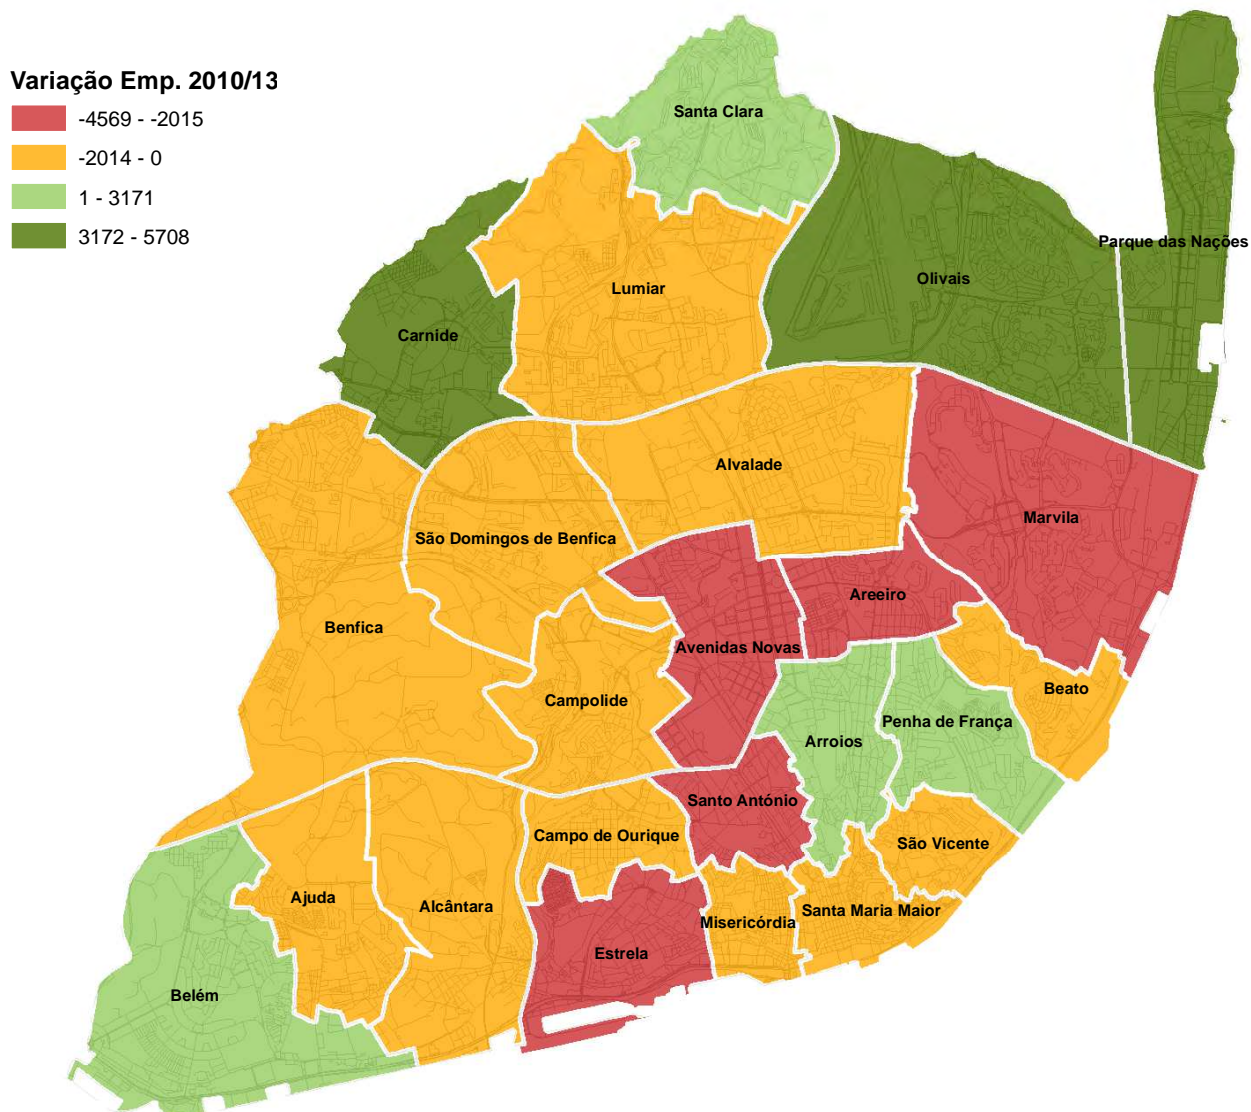 Variação Emp. 2010/13
-4569 - -2015
-2014 - 0
1 - 3171
3172 - 5708
Santa Clara
Parque das Nações
Olivais
Lumiar
Carnide
Alvalade
Marvila
São Domingos de Benfica
Areeiro
Benfica
Avenidas Novas
Beato
Campolide
Penha de França
Arroios
Santo António
Campo de Ourique
São Vicente
Ajuda
Alcântara
Santa Maria Maior
Misericórdia
Estrela
Belém